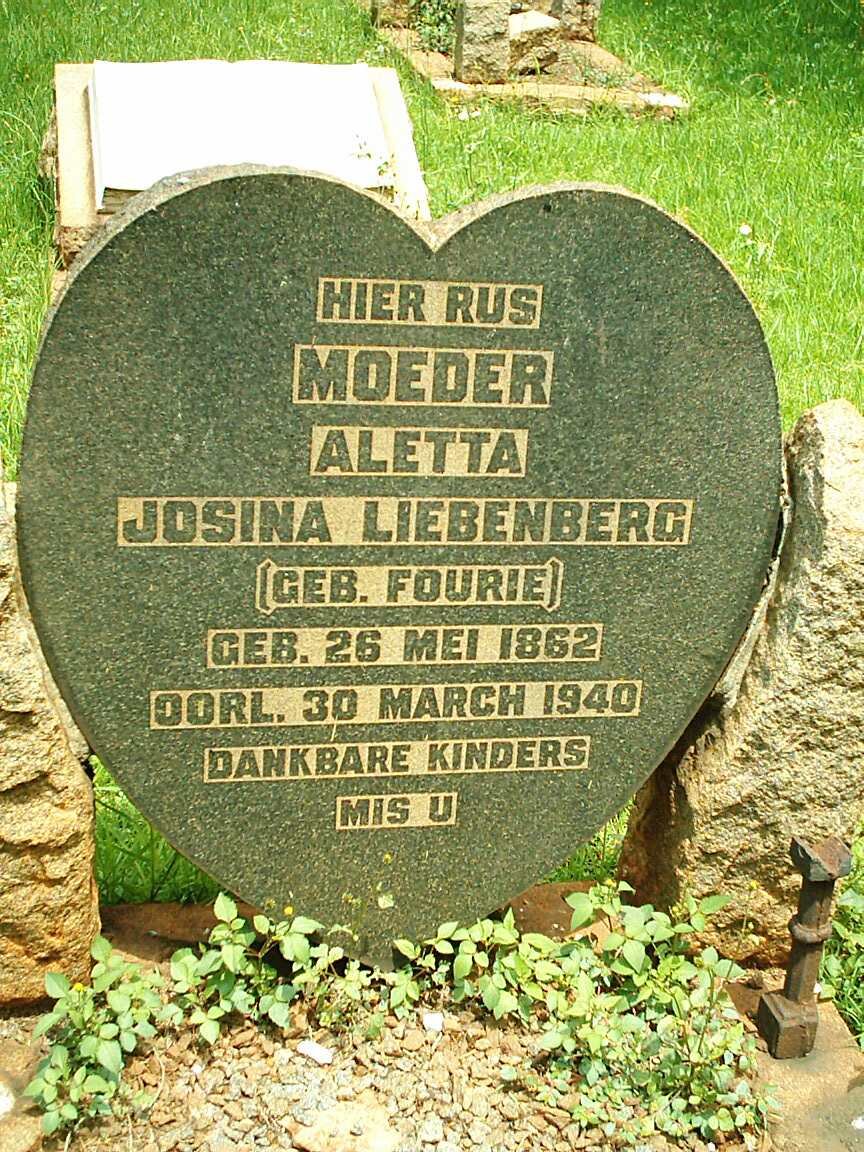 HIER RUS
MOEDER
ALETTA
JOSINA LIEBENBERG
(GEB. FOURIE)
GEB. 26 MEI 1862
OORL. 30 MARCH 1940
DANKBARE KINDERS
MIS U